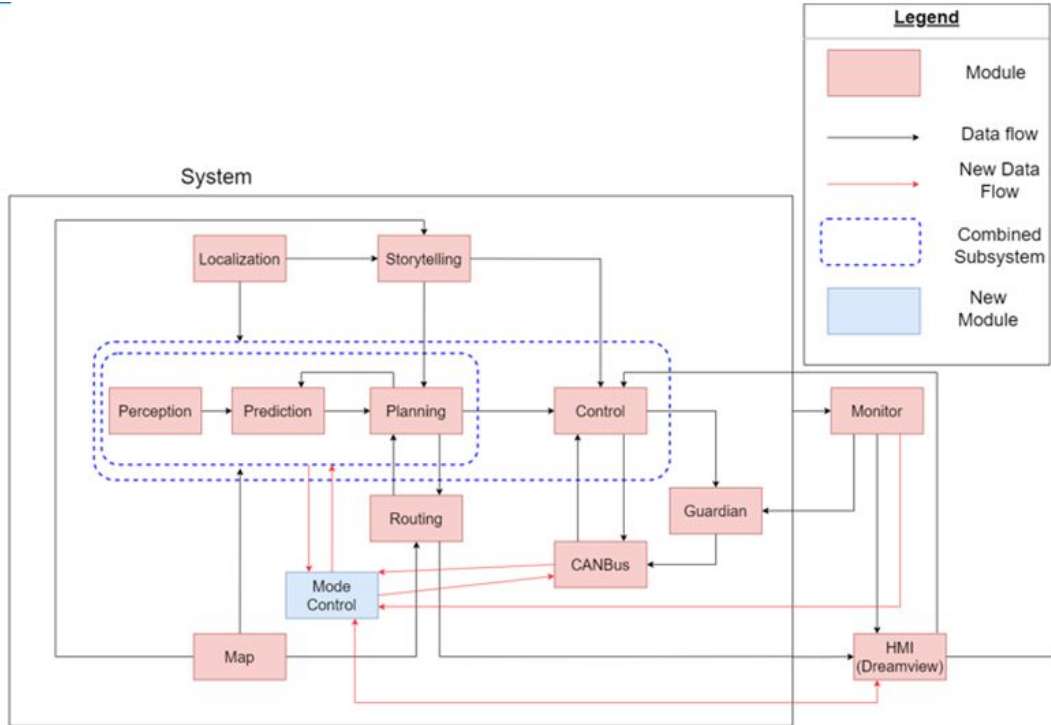 Legend
Module
Data flow
New Data
Flow
Combined
Subsystem
New
Module
System
Localization
Storytelling
Perception
Prediction
Planning
Control
Monitor
Routing
Guardian
CANBus
Mode
Control
Map
HMI
(Dreamview)